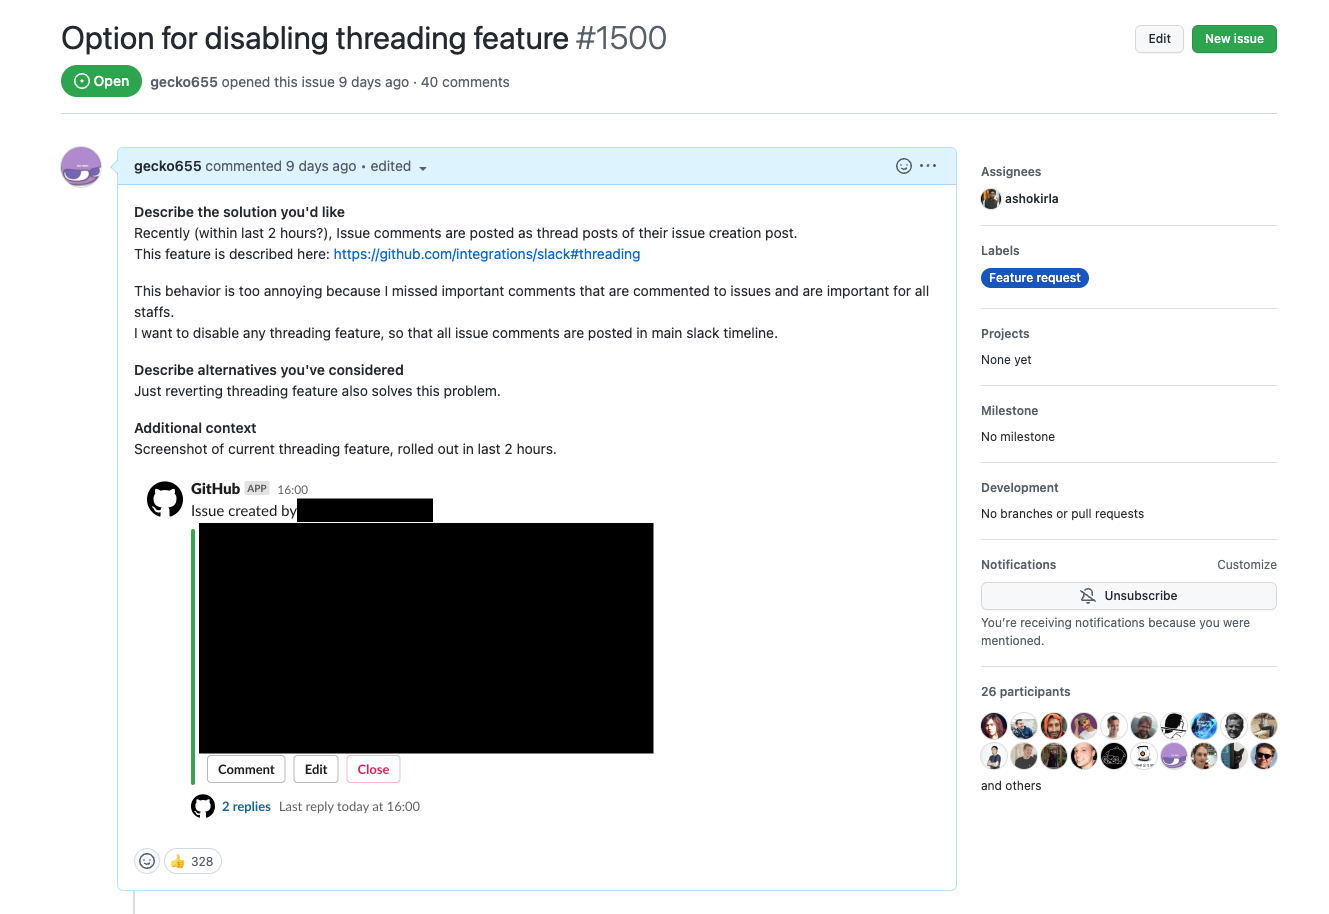 Option for disabling threading feature #1500
Edit
New issue
Open
gecko655 opened this issue 9 days ago · 40 comments
gecko655 commented 9 days ago • edited
Describe the solution you'd like
Recently (within last 2 hours?), Issue comments are posted as thread posts of their issue creation post.
This feature is described here: https://github.com/integrations/slack#threading
This behavior is too annoying because I missed important comments that are commented to issues and are important for all
staffs.
I want to disable any threading feature, so that all issue comments are posted in main slack timeline.
Describe alternatives you've considered
Just reverting threading feature also solves this problem.
Additional context
Screenshot of current threading feature, rolled out in last 2 hours.
GitHub APP 16:00
Issue created by
Comment
Edit
Close
2 replies Last reply today at 16:00
👍 328
Assignees
ashokirla
Labels
Feature request
Projects
None yet
Milestone
No milestone
Development
No branches or pull requests
Notifications
Customize
Unsubscribe
You're receiving notifications because you were
mentioned.
26 participants
and others